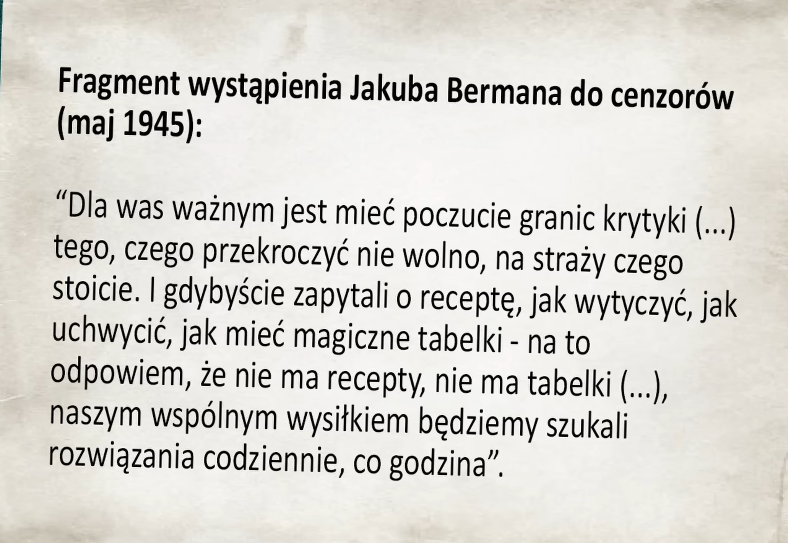 Fragment wystąpienia Jakuba Bermana do cenzorów
(maj 1945):
“Dla was ważnym jest mieć poczucie granic krytyki (...)
tego, czego przekroczyć nie wolno, na straży czego
stoicie. I gdybyście zapytali o receptę, jak wytyczyć, jak
uchwycić, jak mieć magiczne tabelki - na to
odpowiem, że nie ma recepty, nie ma tabelki (...),
naszym wspólnym wysiłkiem będziemy szukali
rozwiązania codziennie, co godzina”.